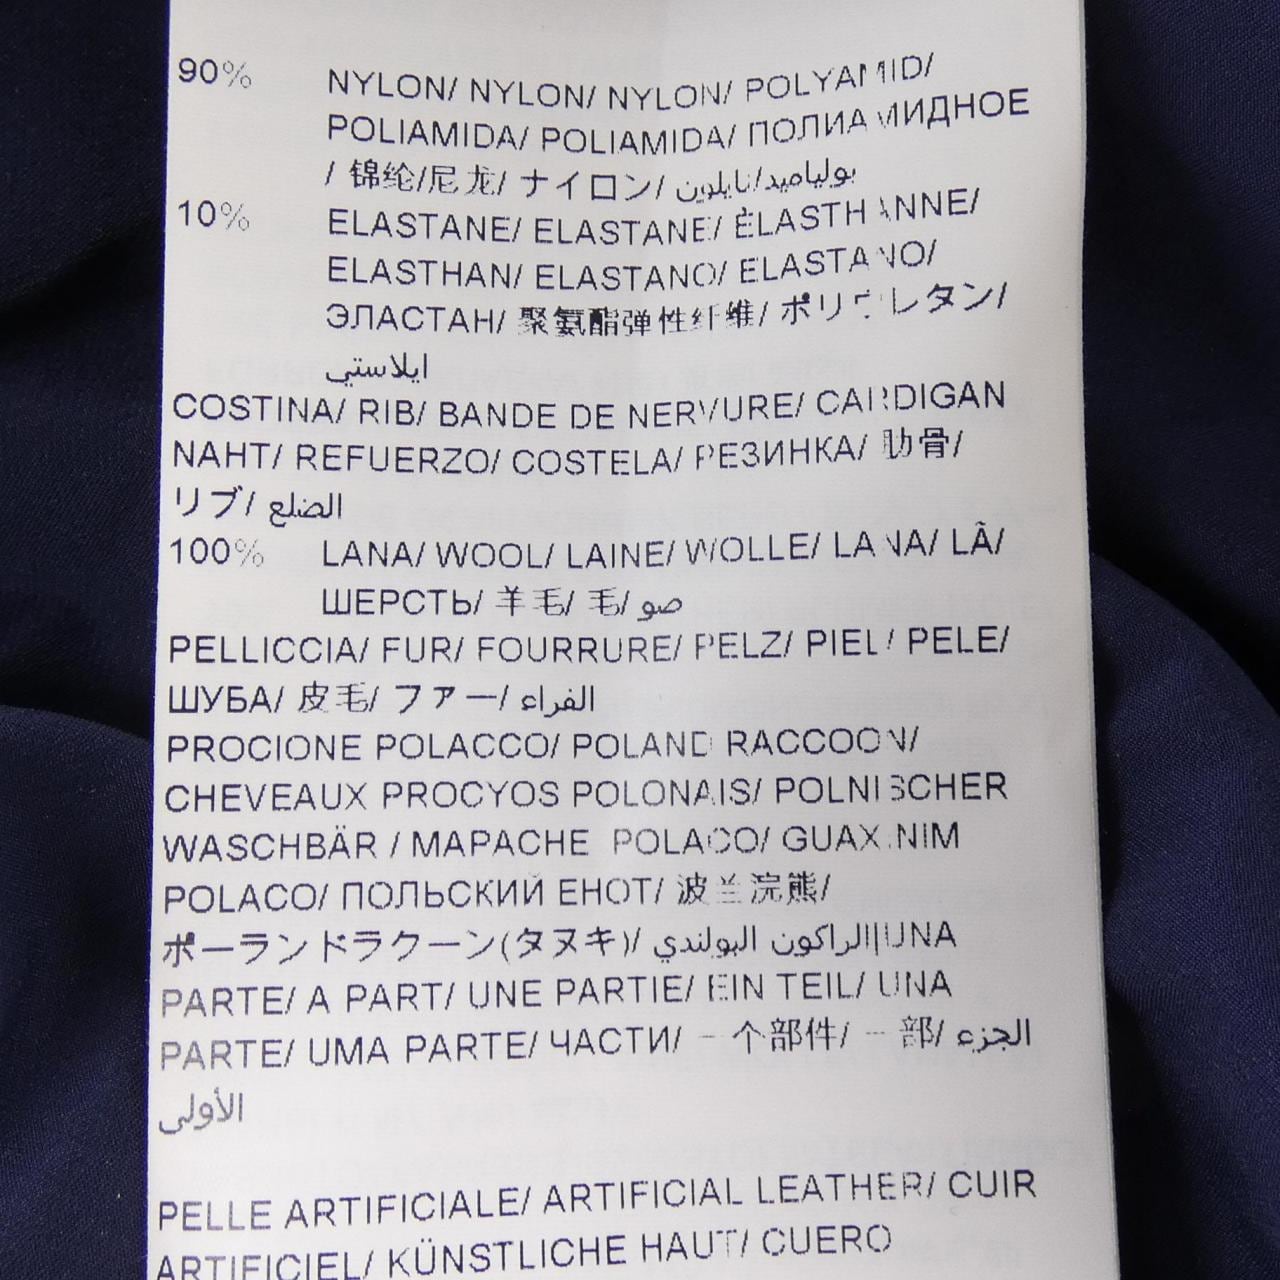 90% NYLON/ NYLON/ NYLON/ POLYAMID/
POLIAMIDA/ POLIAMIDA/ ПОЛИАМИДНОЕ
/ 锦纶/尼龙/ ナイロン/ بولياميد/نايلون
10% ELASTANE/ ELASTANE/ ÉLASTHANNE/
ELASTHAN/ ELASTANO/ ELASTANO/
ЭЛАСТАН/ 聚氨酯弹性纤维/ ポリウレタン/
ايلاستي
COSTINA/ RIB/ BANDE DE NERVURE/ CARDIGAN
NAHT/ REFUERZO/ COSTELA/ РЕЗИНКА/ 肋骨/
リブ/ الضلع
100% LANA/ WOOL/ LAINE/ WOLLE/ LANA/ LÃ/
ШЕРСТЬ/ 羊毛/ 毛/ صو
PELLICCIA/ FUR/ FOURRURE/ PELZ/ PIEL/ PELE/
ШУБА/ 皮毛/ ファー/ الفراء
PROCIONE POLACCO/ POLAND RACCOON/
CHEVEAUX PROCYOS POLONAIS/ POLNISCHER
WASCHBÄR / MAPACHE POLACO/ GUAXINIM
POLACO/ ПОЛЬСКИЙ ЕНОТ/ 波兰浣熊/
ポーランドラクーン(タヌキ)/ الراكون البولندي|UNA
PARTE/ A PART/ UNE PARTIE/ EIN TEIL/ UNA
PARTE/ UMA PARTE/ ЧАСТИ/ 一个部件/ 一部/ الجزء
الأولى
PELLE ARTIFICIALE/ ARTIFICIAL LEATHER/ CUIR
ARTIFICIEL/ KÜNSTLICHE HAUT/ CUERO